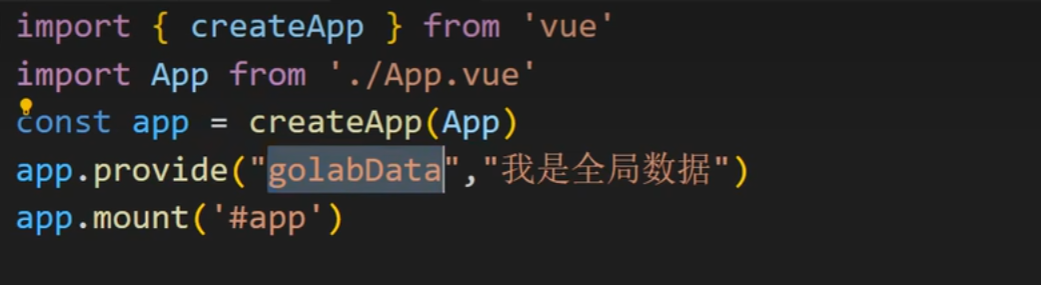 import { createApp } from 'vue'
import App from './App.vue'
const app = createApp(App)
app.provide("golabData","我是全局数据")
app.mount('#app')